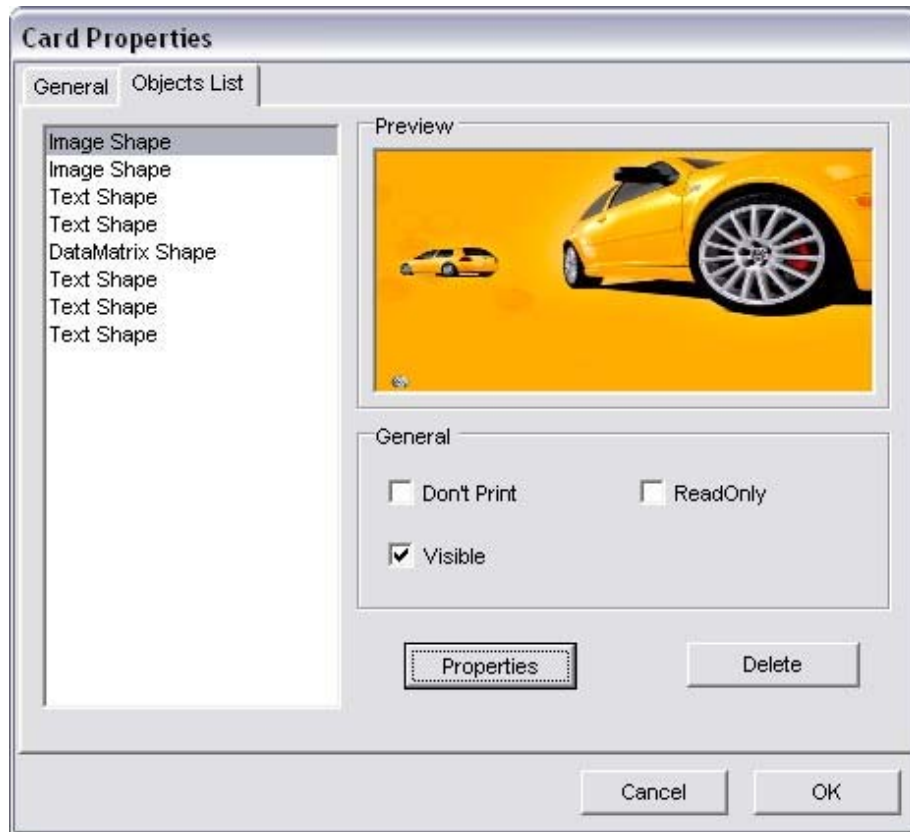 Card Properties
General
Objects List
Image Shape
Image Shape
Text Shape
Text Shape
DataMatrix Shape
Text Shape
Text Shape
Text Shape
Preview
General
Don't Print
ReadOnly
Visible
Properties
Delete
Cancel
OK